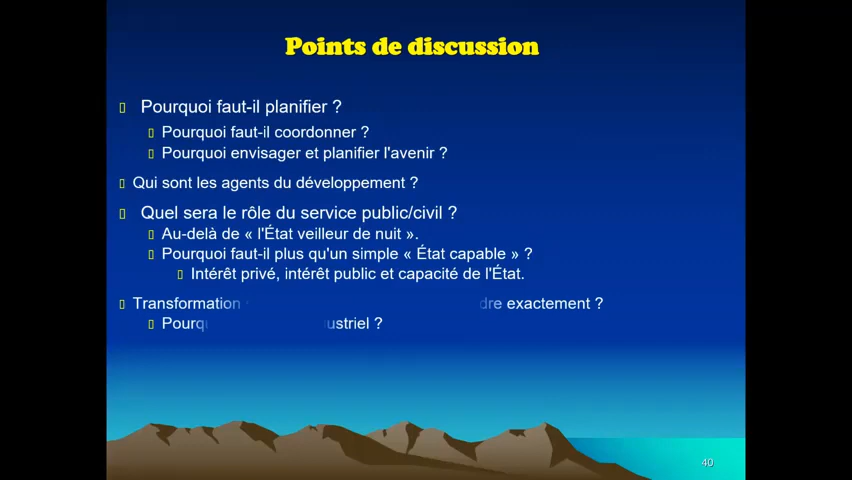 Points de discussion
Pourquoi faut-il planifier ?
Pourquoi faut-il coordonner ?
Pourquoi envisager et planifier l'avenir ?
Qui sont les agents du développement ?
Quel sera le rôle du service public/civil ?
Au-delà de « l'État veilleur de nuit ».
Pourquoi faut-il plus qu'un simple « État capable » ?
Intérêt privé, intérêt public et capacité de l'État.
Transformation exactement ?
?
40